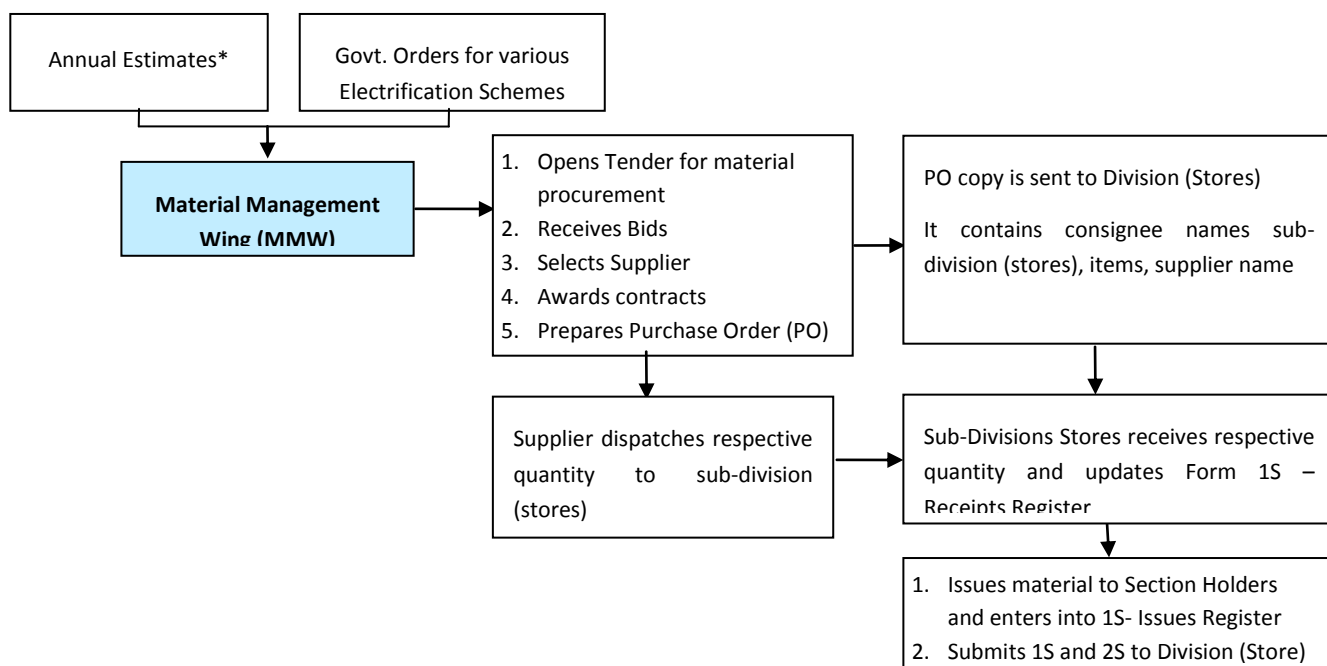 Annual Estimates*
Govt. Orders for various
Electrification Schemes
Material Management
Wing (MMW)
1. Opens Tender for material
procurement
2. Receives Bids
3. Selects Supplier
4. Awards contracts
5. Prepares Purchase Order (PO)
PO copy is sent to Division (Stores)
It contains consignee names sub-
division (stores), items, supplier name
Supplier dispatches respective
quantity to sub-division
(stores)
Sub-Divisions Stores receives respective
quantity and updates Form 1S –
Receipts Register
1. Issues material to Section Holders
and enters into 1S- Issues Register
2. Submits 1S and 2S to Division (Store)